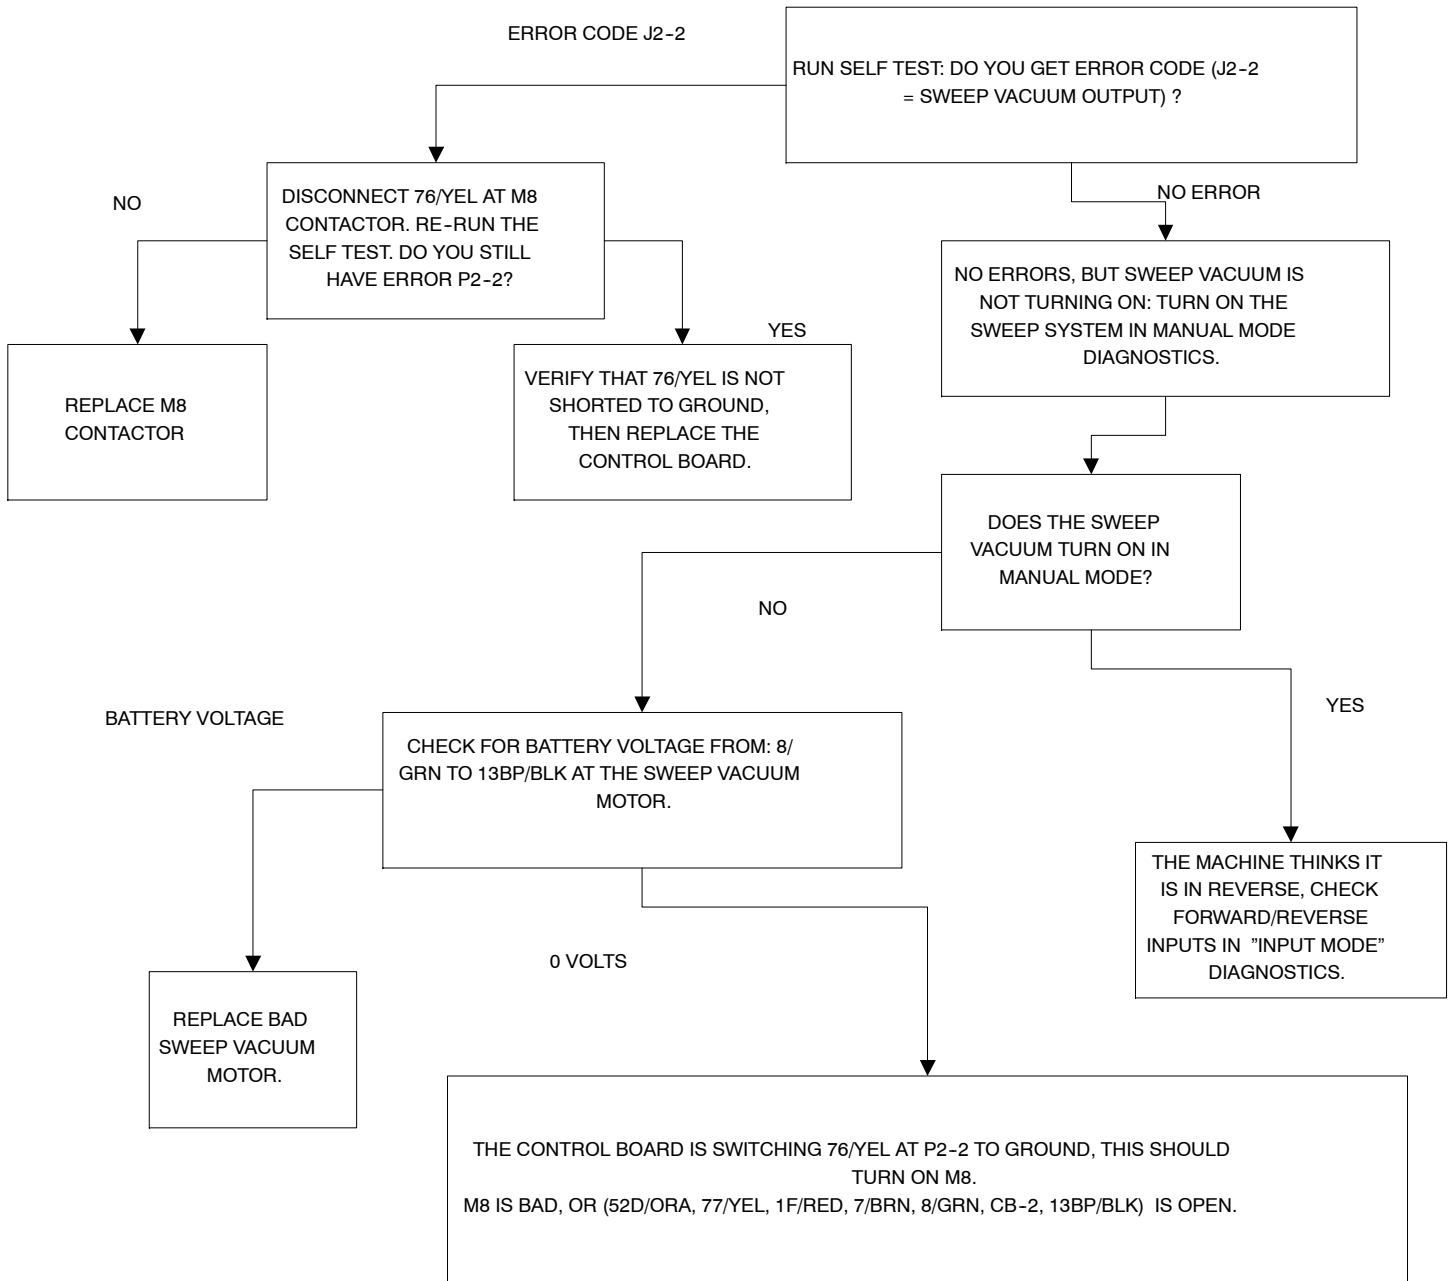 ERROR CODE J2-2
RUN SELF TEST: DO YOU GET ERROR CODE (J2-2
= SWEEP VACUUM OUTPUT) ?
NO
DISCONNECT 76/YEL AT M8
CONTACTOR. RE-RUN THE
SELF TEST. DO YOU STILL
HAVE ERROR P2-2?
NO ERROR
NO ERRORS, BUT SWEEP VACUUM IS
NOT TURNING ON: TURN ON THE
SWEEP SYSTEM IN MANUAL MODE
DIAGNOSTICS.
YES
REPLACE M8
CONTACTOR
VERIFY THAT 76/YEL IS NOT
SHORTED TO GROUND,
THEN REPLACE THE
CONTROL BOARD.
DOES THE SWEEP
VACUUM TURN ON IN
MANUAL MODE?
NO
YES
BATTERY VOLTAGE
CHECK FOR BATTERY VOLTAGE FROM: 8/
GRN TO 13BP/BLK AT THE SWEEP VACUUM
MOTOR.
THE MACHINE THINKS IT
IS IN REVERSE, CHECK
FORWARD/REVERSE
INPUTS IN ”INPUT MODE”
DIAGNOSTICS.
0 VOLTS
REPLACE BAD
SWEEP VACUUM
MOTOR.
THE CONTROL BOARD IS SWITCHING 76/YEL AT P2-2 TO GROUND, THIS SHOULD
TURN ON M8.
M8 IS BAD, OR (52D/ORA, 77/YEL, 1F/RED, 7/BRN, 8/GRN, CB-2, 13BP/BLK) IS OPEN.